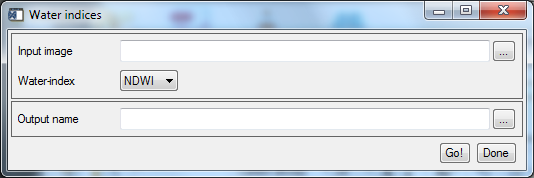 Water indices
Input image ...
Water-index NDWI
Output name ...
Go! Done